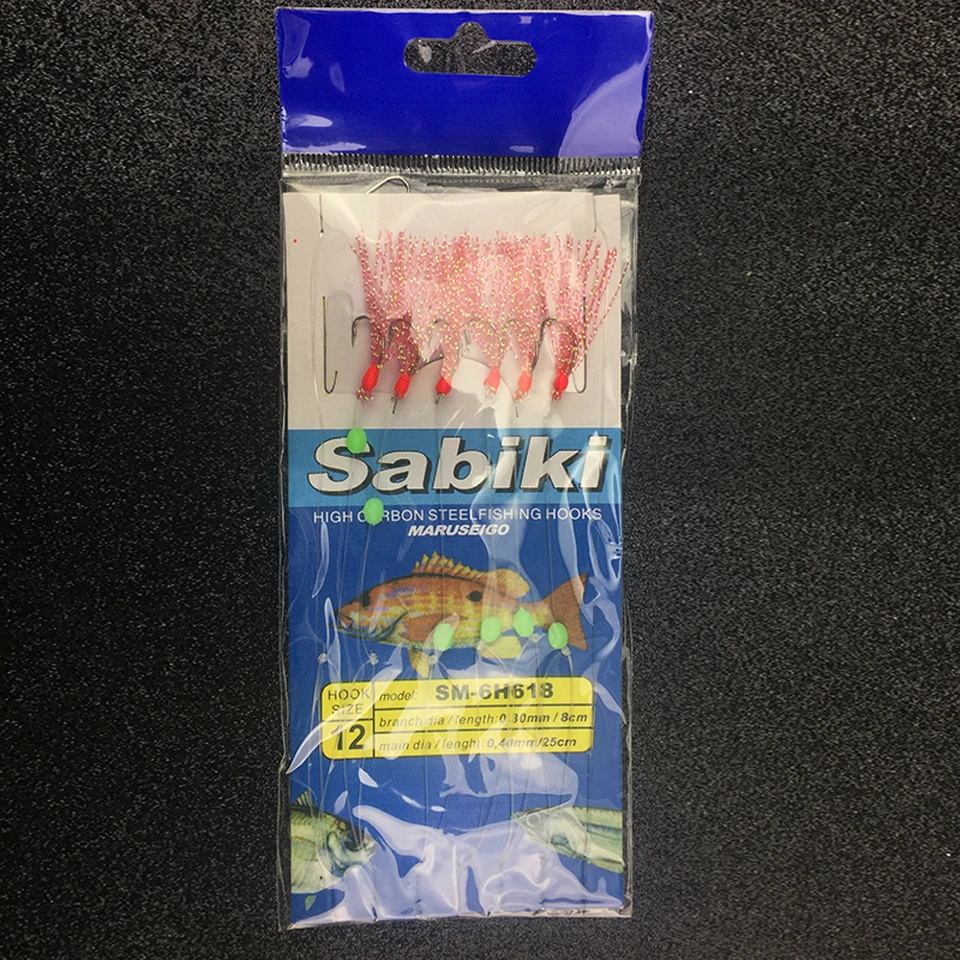 Sabiki
HIGH CARBON STEELFISHING HOOKS
MARUSEIGO
HOOK SIZE
12
model: SM-6H618
branch dia / length: 0,30mm / 8cm
main dia / lenght: 0,40mm/25cm